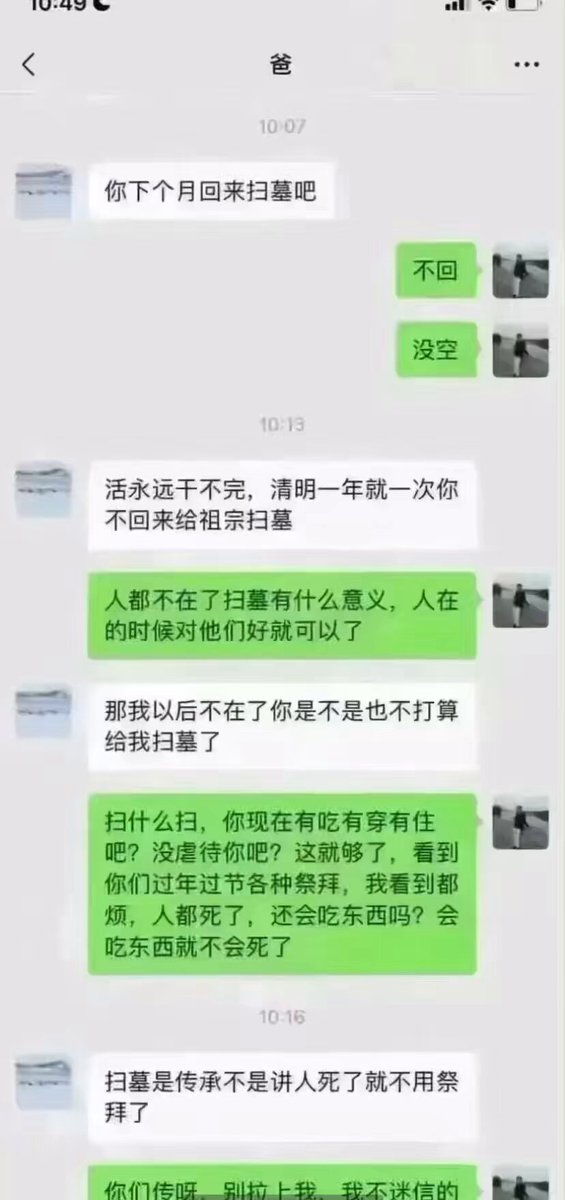 10:49
爸
10:07
你下个月回来扫墓吧
不回
没空
10:13
活永远干不完，清明一年就一次你
不回来给祖宗扫墓
人都不在了扫墓有什么意义，人在
的时候对他们好就可以了
那我以后不在了你是不是也不打算
给我扫墓了
扫什么扫，你现在有吃有穿有住
吧？没虐待你吧？这就够了，看到
你们过年过节各种祭拜，我看到都
烦，人都死了，还会吃东西吗？会
吃东西就不会死了
10:16
扫墓是传承不是讲人死了就不用祭
拜了
你们传呀，别拉上我，我不迷信的